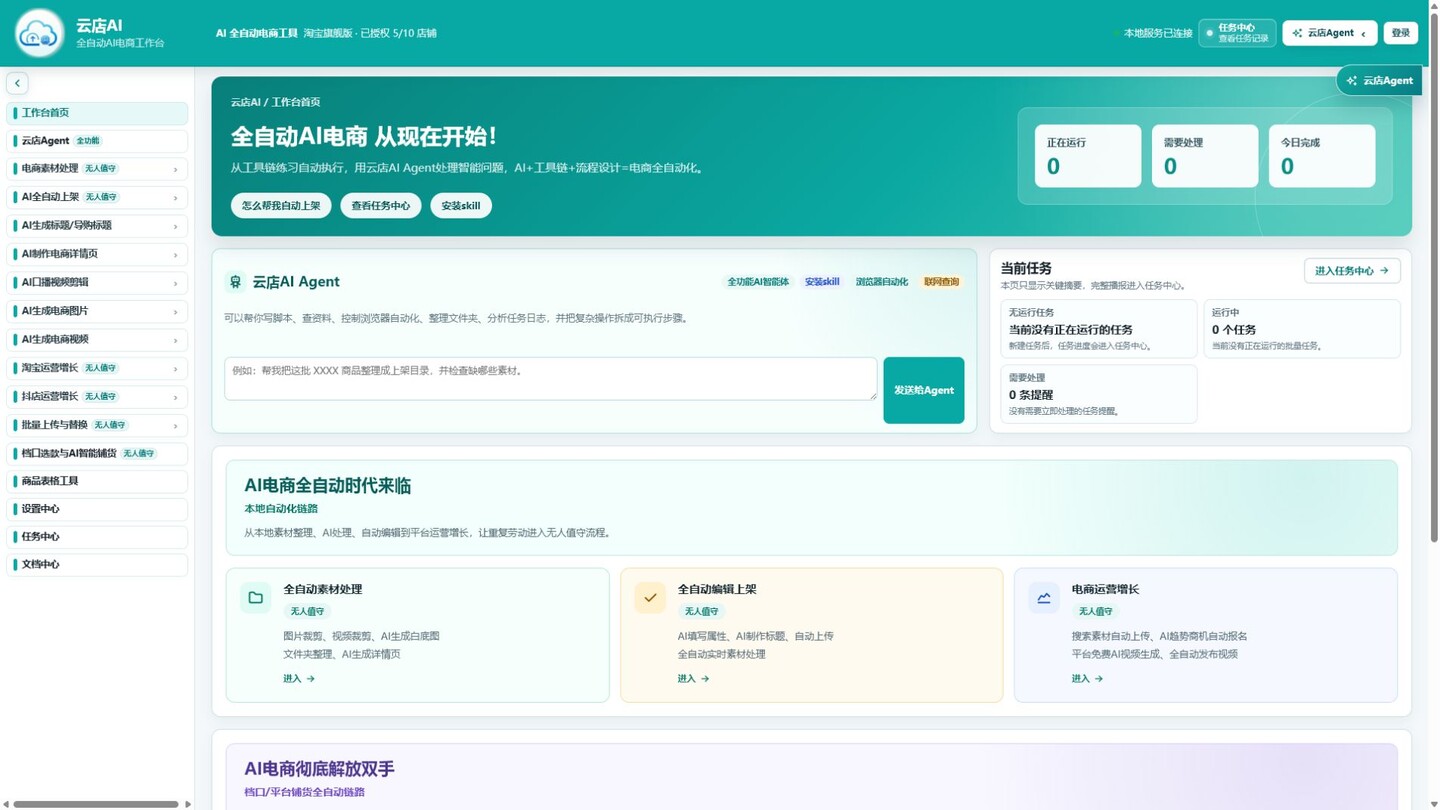 云店AI
全自动AI电商工作台
AI 全自动电商工具 淘宝旗舰版 · 已授权 5/10 店铺
本地服务已连接
任务中心
查看任务记录
云店Agent
登录
云店Agent
工作台首页
云店Agent 全功能
电商素材处理 无人值守
AI全自动上架 无人值守
AI生成标题/导购标题
AI制作电商详情页
AI口播视频剪辑
AI生成电商图片
AI生成电商视频
淘宝运营增长 无人值守
抖店运营增长 无人值守
批量上传与替换 无人值守
档口选款与AI智能铺货 无人值守
商品表格工具
设置中心
任务中心
文档中心
云店AI / 工作台首页
全自动AI电商 从现在开始！
从工具链练习自动执行，用云店AI Agent处理智能问题，AI+工具链+流程设计=电商全自动化。
怎么帮我自动上架
查看任务中心
安装skill
正在运行
0
需要处理
0
今日完成
0
云店AI Agent
全功能AI智能体 安装skill 浏览器自动化 联网查询
可以帮你写脚本、查资料、控制浏览器自动化、整理文件夹、分析任务日志，并把复杂操作拆成可执行步骤。
例如：帮我把这批 XXXX 商品整理成上架目录，并检查缺哪些素材。
发送给Agent
当前任务
本页只显示关键摘要，完整播报进入任务中心。
进入任务中心 →
无运行任务
当前没有正在运行的任务
新建任务后，任务进度会进入任务中心。
运行中
0 个任务
当前没有正在运行的批量任务。
需要处理
0 条提醒
没有需要立即处理的任务提醒。
AI电商全自动时代来临
本地自动化链路
从本地素材整理、AI处理、自动编辑到平台运营增长，让重复劳动进入无人值守流程。
全自动素材处理
无人值守
图片裁剪、视频裁剪、AI生成白底图
文件夹整理、AI生成详情页
进入 →
全自动编辑上架
无人值守
AI填写属性、AI制作标题、自动上传
全自动实时素材处理
进入 →
电商运营增长
无人值守
搜索素材自动上传、AI趋势商机自动报名
平台免费AI视频生成、全自动发布视频
进入 →
AI电商彻底解放双手
档口/平台铺货全自动链路